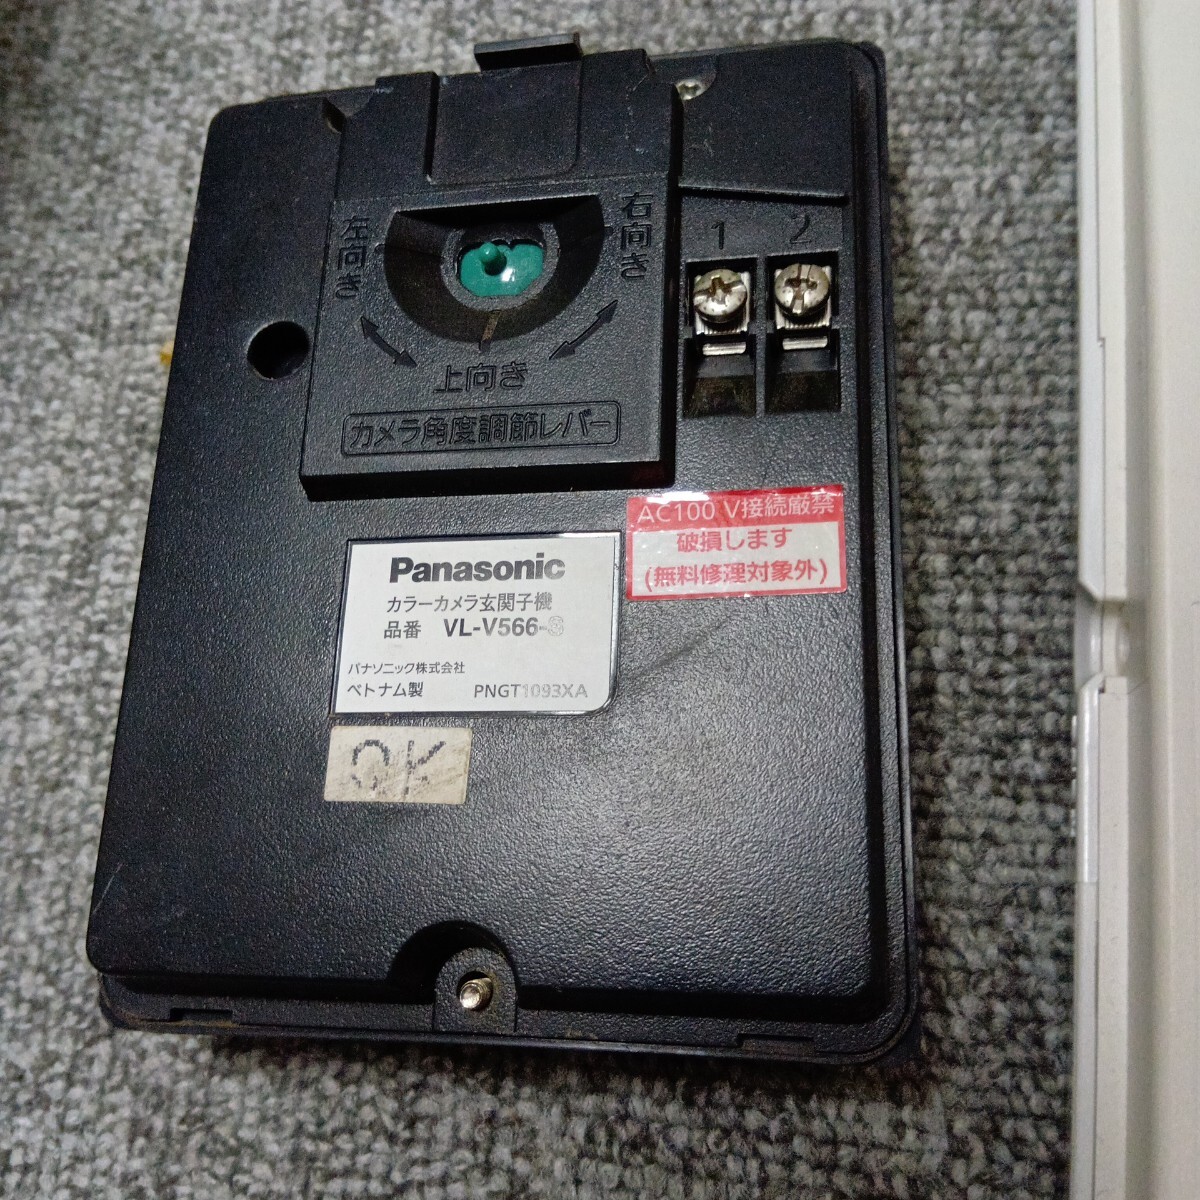 左向き
右向き
1 2
上向き
カメラ角度調節レバー
AC100 V接続厳禁
破損します
(無料修理対象外)
Panasonic
カラーカメラ玄関子機
品番 VL-V566-S
パナソニック株式会社
ベトナム製 PNGT1093XA
OK